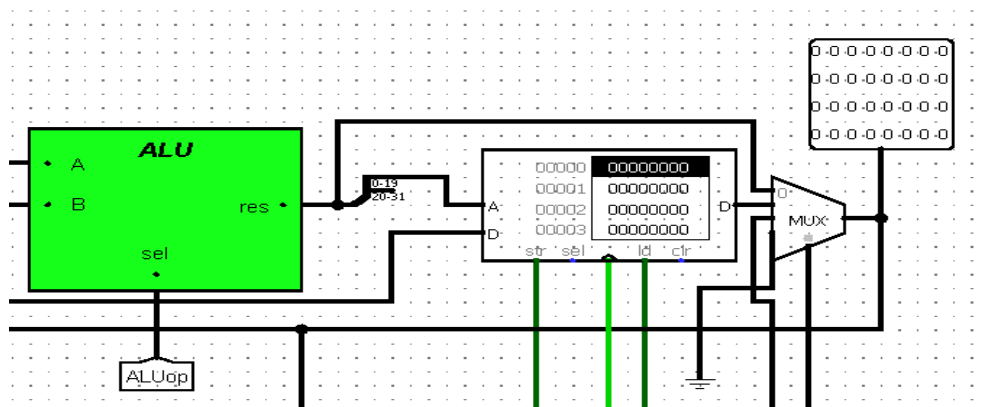 0 0 0 0 0 0 0 0
0 0 0 0 0 0 0 0
0 0 0 0 0 0 0 0
0 0 0 0 0 0 0 0
ALU
A
B
res
sel
ALUop
0-19
20-31
A
D
00000 00000000
00001 00000000
00002 00000000
00003 00000000
D
str sel ld clr
0
MUX